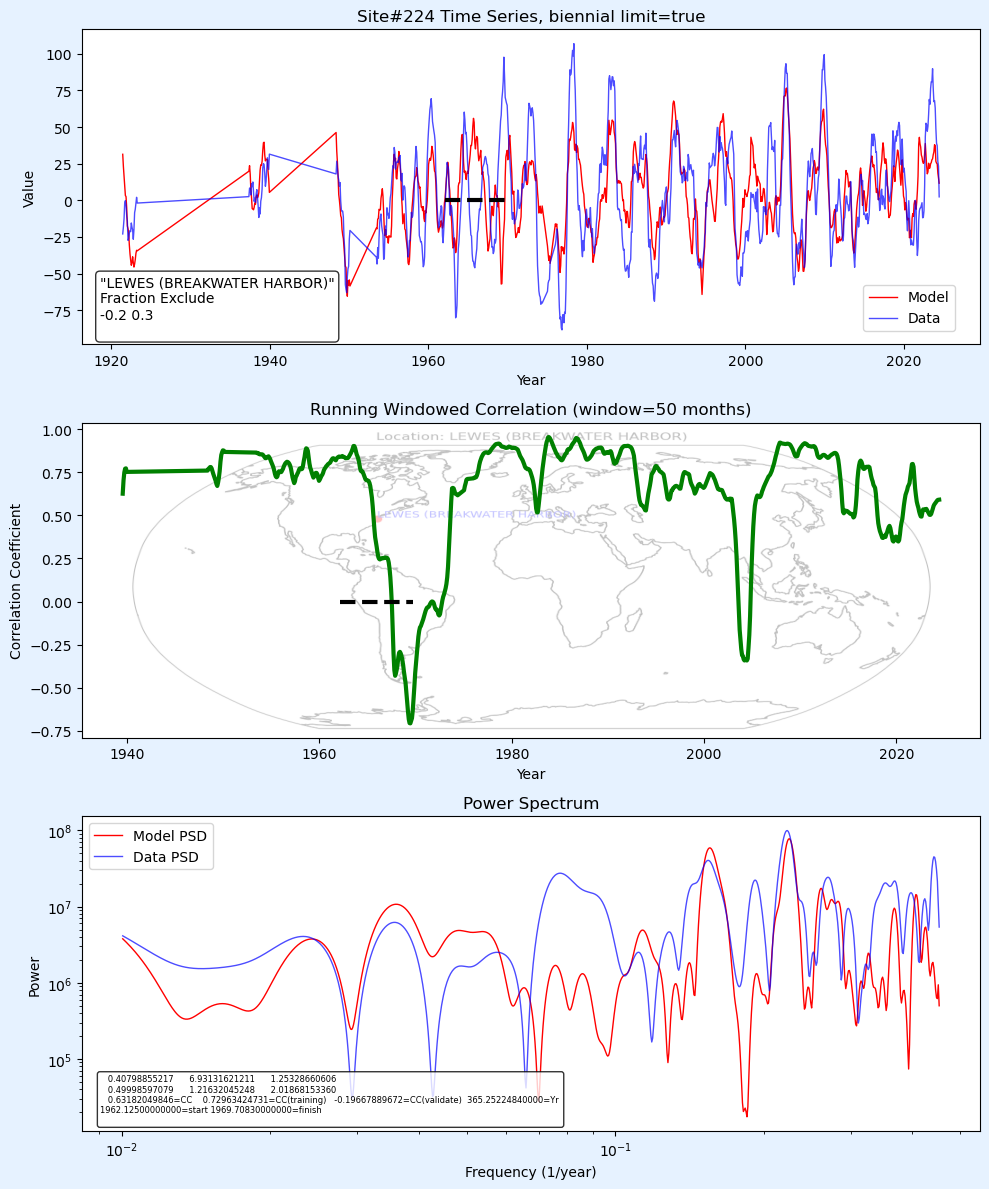 Site#224 Time Series, biennial limit=true
Value
100
75
50
25
0
−25
−50
−75
"LEWES (BREAKWATER HARBOR)"
Fraction Exclude
-0.2 0.3
Model
Data
1920 1940 1960 1980 2000 2020
Year
Running Windowed Correlation (window=50 months)
Correlation Coefficient
1.00
0.75
0.50
0.25
0.00
−0.25
−0.50
−0.75
Location: LEWES (BREAKWATER HARBOR)
LEWES (BREAKWATER HARBOR)
1940 1960 1980 2000 2020
Year
Power Spectrum
Power
10⁸
10⁷
10⁶
10⁵
Model PSD
Data PSD
0.40798855217 6.93131621211 1.25328660606
0.49998597079 1.21632045248 2.01868153360
0.63182049846=CC 0.72963424731=CC(training) -0.19667889672=CC(validate) 365.25224840000=Yr
1962.12500000000=start 1969.70830000000=finish
10⁻² 10⁻¹
Frequency (1/year)